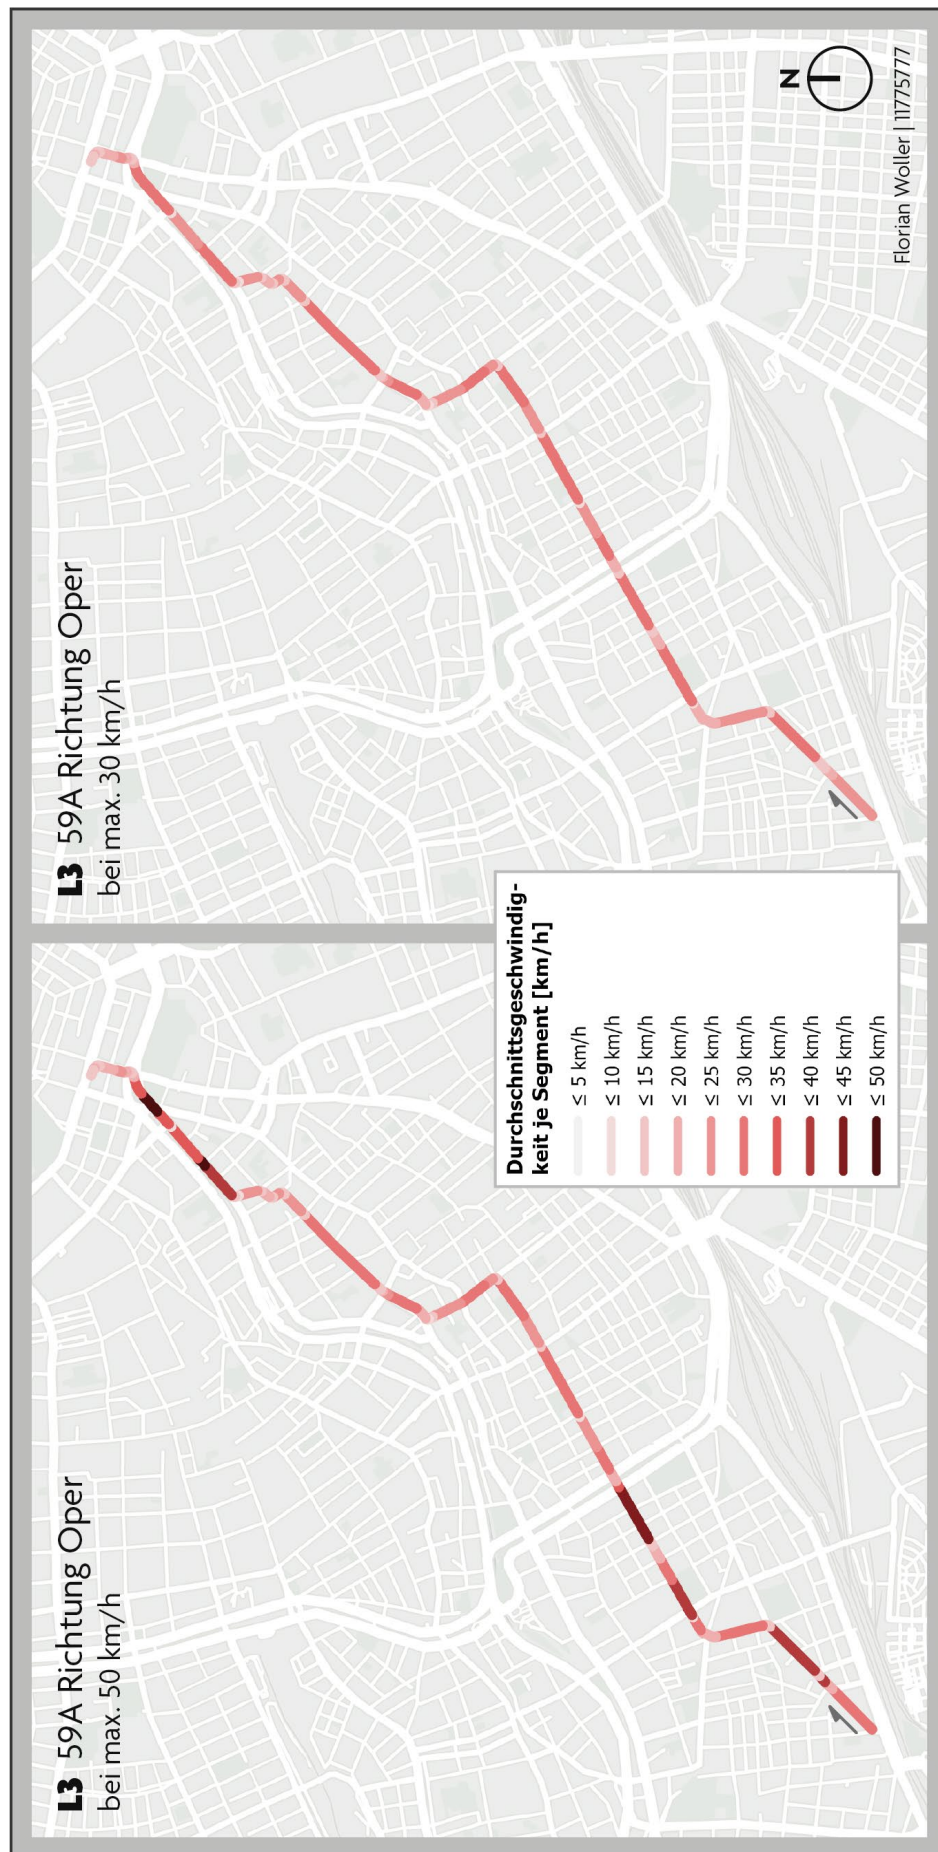 L3 59A Richtung Oper
bei max. 50 km/h
L3 59A Richtung Oper
bei max. 30 km/h
Durchschnittsgeschwindig-
keit je Segment [km/h]
≤ 5 km/h
≤ 10 km/h
≤ 15 km/h
≤ 20 km/h
≤ 25 km/h
≤ 30 km/h
≤ 35 km/h
≤ 40 km/h
≤ 45 km/h
≤ 50 km/h
N
Florian Woller | 11775777